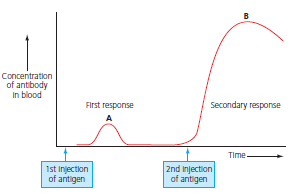 B
Concentration
of antibody
in blood
First response
Secondary response
A
Time
1st injection
of antigen
2nd injection
of antigen